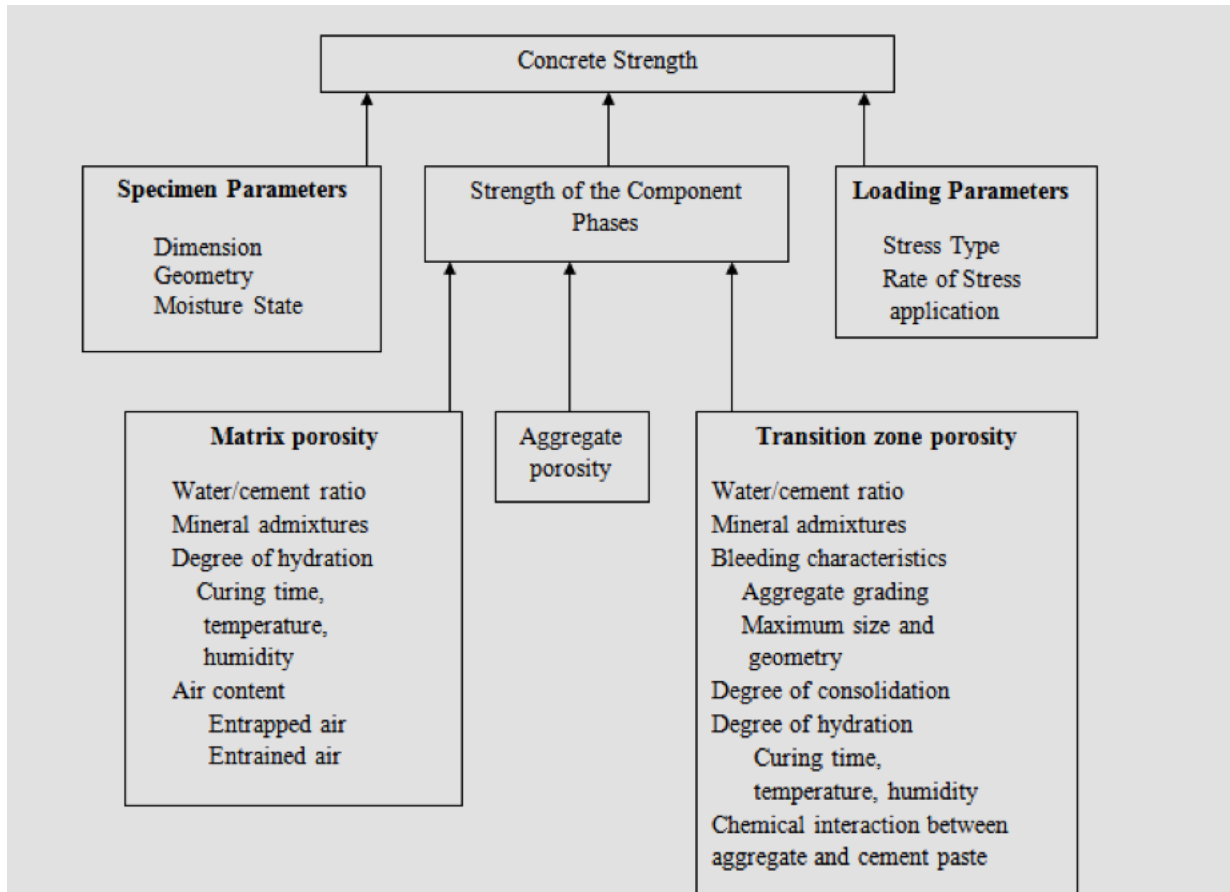 Concrete Strength
Specimen Parameters
Dimension
Geometry
Moisture State
Strength of the Component
Phases
Loading Parameters
Stress Type
Rate of Stress
application
Matrix porosity
Water/cement ratio
Mineral admixtures
Degree of hydration
Curing time,
temperature,
humidity
Air content
Entrapped air
Entrained air
Aggregate
porosity
Transition zone porosity
Water/cement ratio
Mineral admixtures
Bleeding characteristics
Aggregate grading
Maximum size and
geometry
Degree of consolidation
Degree of hydration
Curing time,
temperature, humidity
Chemical interaction between
aggregate and cement paste